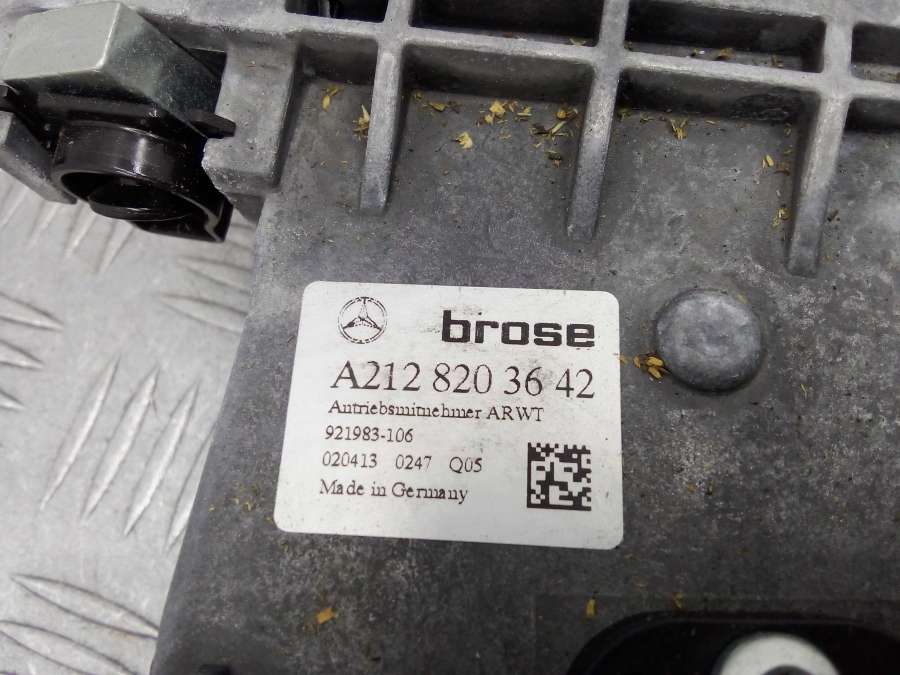 brose
A212 820 36 42
Antriebsmitnehmer ARWT
921983-106
020413 0247 Q05
Made in Germany